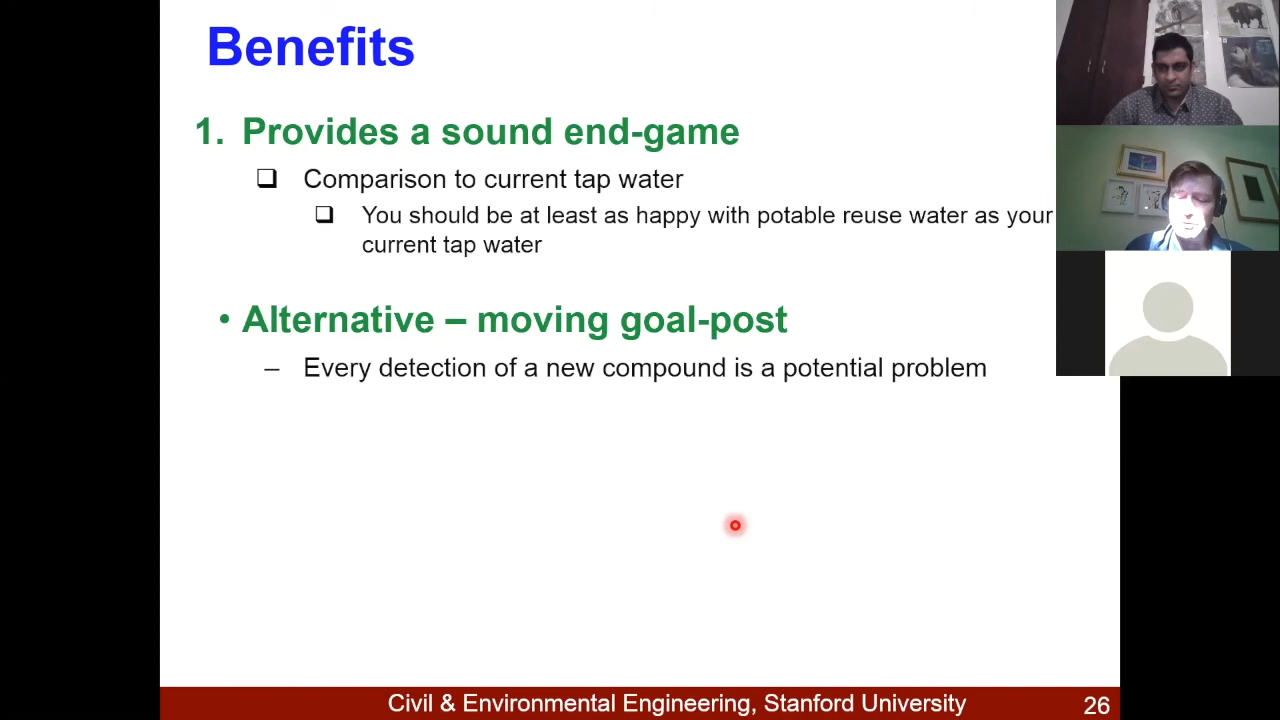 Benefits
1. Provides a sound end-game
❑ Comparison to current tap water
❑ You should be at least as happy with potable reuse water as your
current tap water
• Alternative – moving goal-post
– Every detection of a new compound is a potential problem
Civil & Environmental Engineering, Stanford University 26